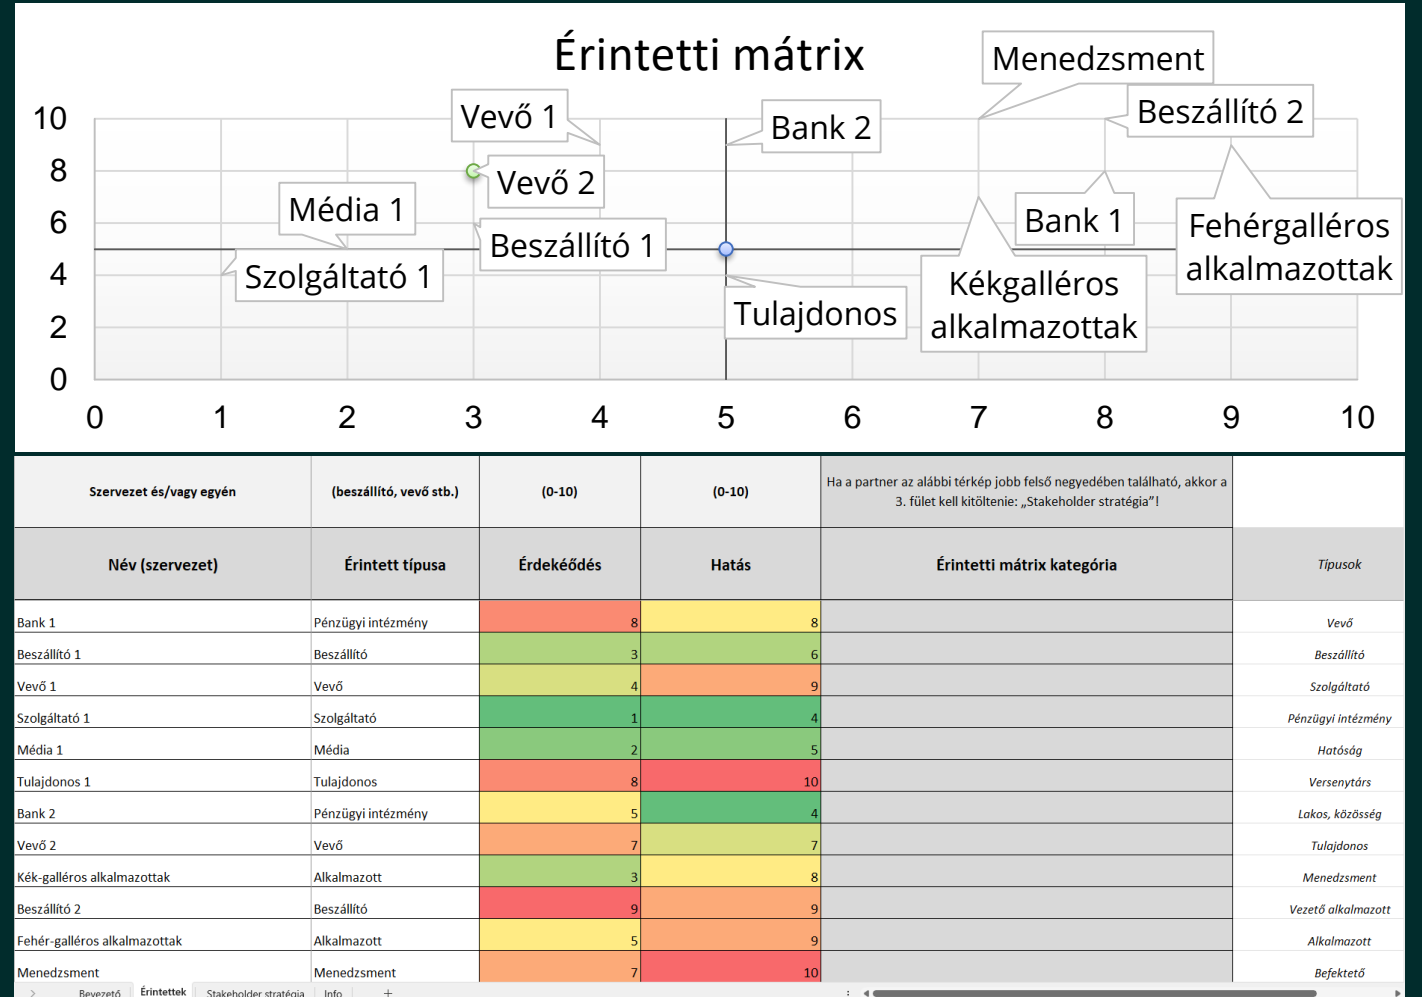 Érintetti mátrix
Menedzsment
Vevő 1
Bank 2
Beszállító 2
Vevő 2
Média 1
Beszállító 1
Bank 1
Fehérgalléros
alkalmazottak
Szolgáltató 1
Kékgalléros
alkalmazottak
Tulajdonos
10
8
6
4
2
0
0 1 2 3 4 5 6 7 8 9 10
Szervezet és/vagy egyén (beszállító, vevő stb.) (0-10) (0-10) Ha a partner az alábbi térkép jobb felső negyedében található, akkor a
3. fület kell kitöltenie: „Stakeholder stratégia”!
Név (szervezet) Érintett típusa Érdekéődés Hatás Érintetti mátrix kategória Típusok
Bank 1 Pénzügyi intézmény 8 8 Vevő
Beszállító 1 Beszállító 3 6 Beszállító
Vevő 1 Vevő 4 9 Szolgáltató
Szolgáltató 1 Szolgáltató 1 4 Pénzügyi intézmény
Média 1 Média 2 5 Hatóság
Tulajdonos 1 Tulajdonos 8 10 Versenytárs
Bank 2 Pénzügyi intézmény 5 4 Lakos, közösség
Vevő 2 Vevő 7 7 Tulajdonos
Kék-galléros alkalmazottak Alkalmazott 3 8 Menedzsment
Beszállító 2 Beszállító 9 9 Vezető alkalmazott
Fehér-galléros alkalmazottak Alkalmazott 5 9 Alkalmazott
Menedzsment Menedzsment 7 10 Befektető
Bevezető Érintettek Stakeholder stratégia Info +